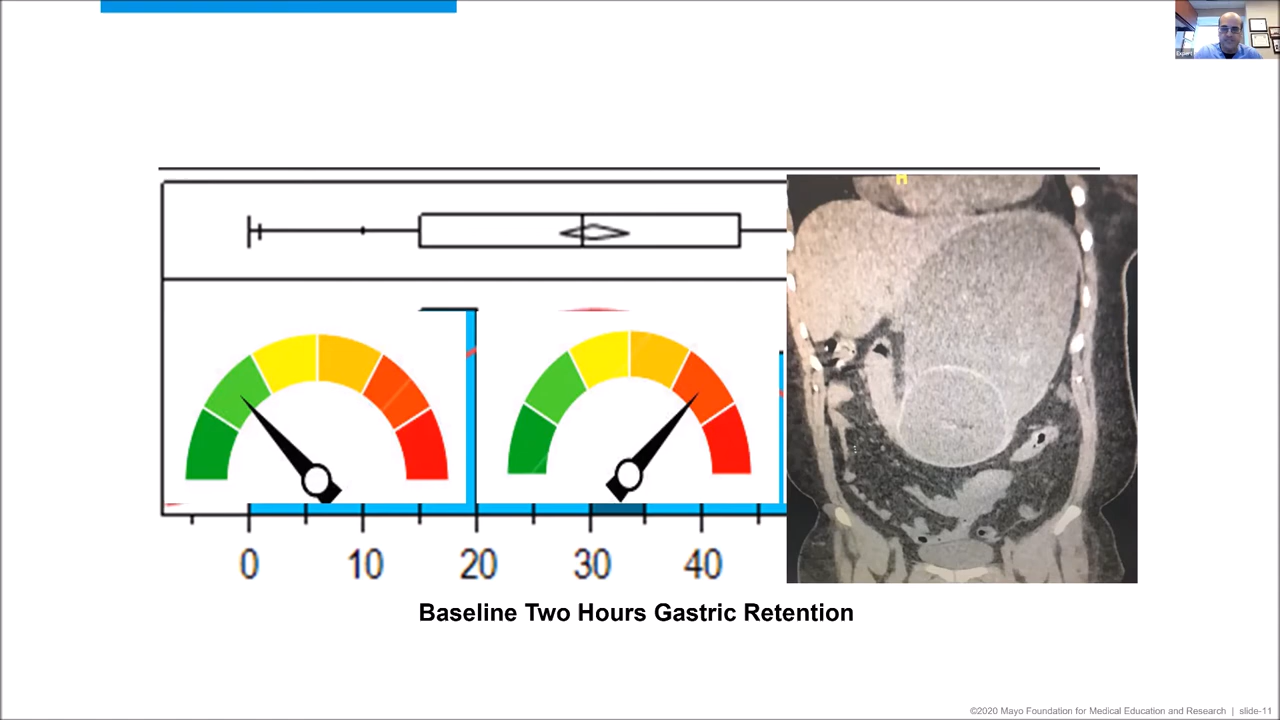 Expert
0 10 20 30 40
Baseline Two Hours Gastric Retention
©2020 Mayo Foundation for Medical Education and Research | slide-11